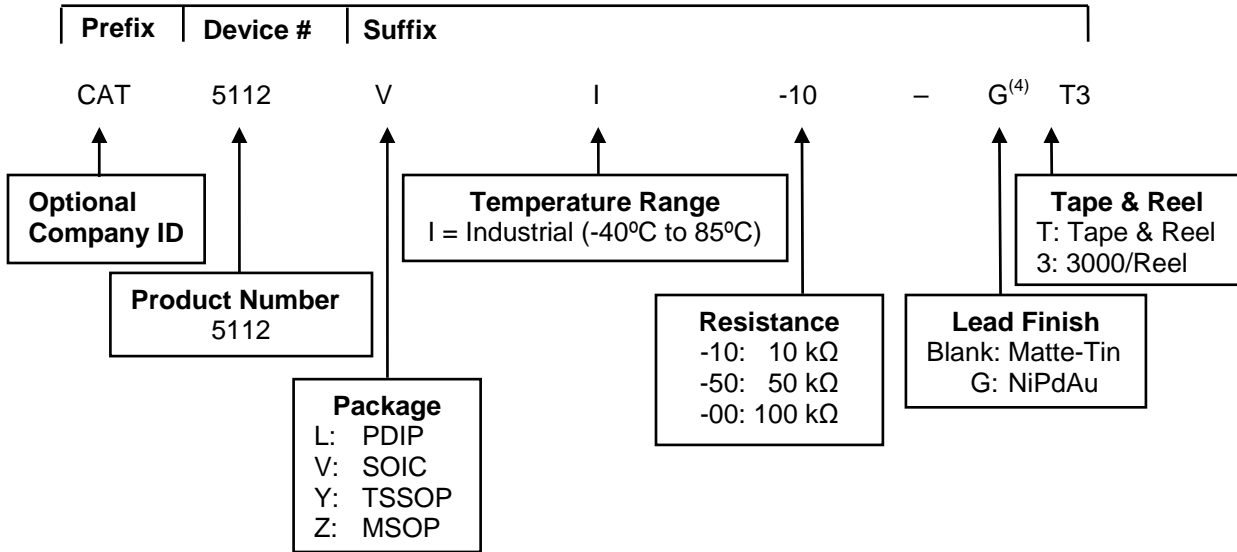 Prefix Device # Suffix
CAT 5112 V I -10 – G(4) T3
Optional
Company ID
Product Number
5112
Package
L: PDIP
V: SOIC
Y: TSSOP
Z: MSOP
Temperature Range
I = Industrial (-40ºC to 85ºC)
Resistance
-10: 10 kΩ
-50: 50 kΩ
-00: 100 kΩ
Lead Finish
Blank: Matte-Tin
G: NiPdAu
Tape & Reel
T: Tape & Reel
3: 3000/Reel